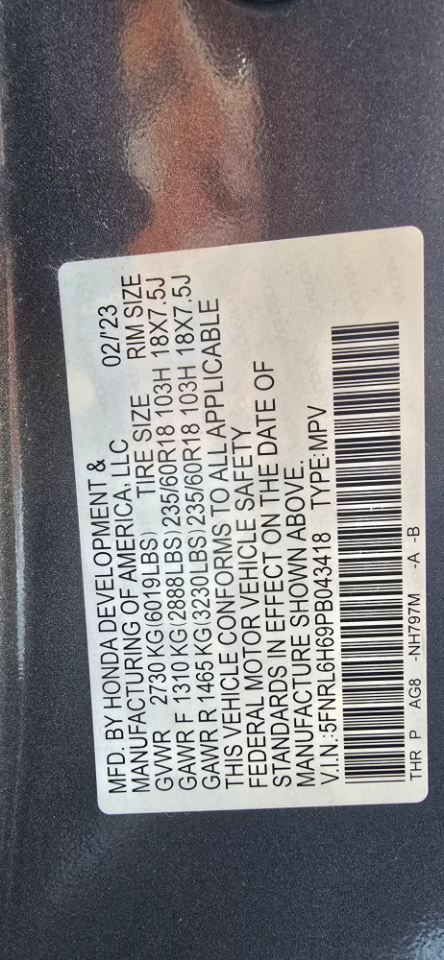 MFD. BY HONDA DEVELOPMENT & 02/'23
MANUFACTURING OF AMERICA, LLC
GVWR 2730 KG(6019LBS) TIRE SIZE RIM SIZE
GAWR F 1310 KG(2888LBS)235/60R18 103H 18X7.5J
GAWR R 1465 KG(3230LBS)235/60R18 103H 18X7.5J
THIS VEHICLE CONFORMS TO ALL APPLICABLE
FEDERAL MOTOR VEHICLE SAFETY
STANDARDS IN EFFECT ON THE DATE OF
MANUFACTURE SHOWN ABOVE.
V.I.N.:5FNRL6H69PB043418 TYPE:MPV
THR P AG8 -NH797M -A -B